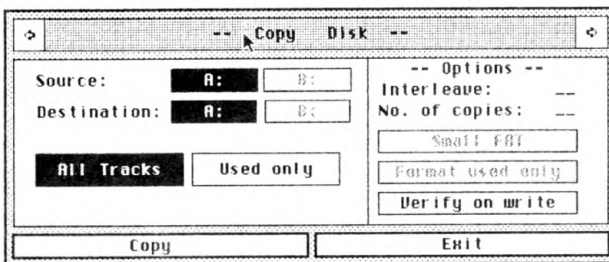 -- Copy Disk --
Source: A: B:
Destination: A: B:
All Tracks Used only
-- Options --
Interleave: __
No. of copies: __
Small FAT
Format used only
Verify on write
Copy Exit